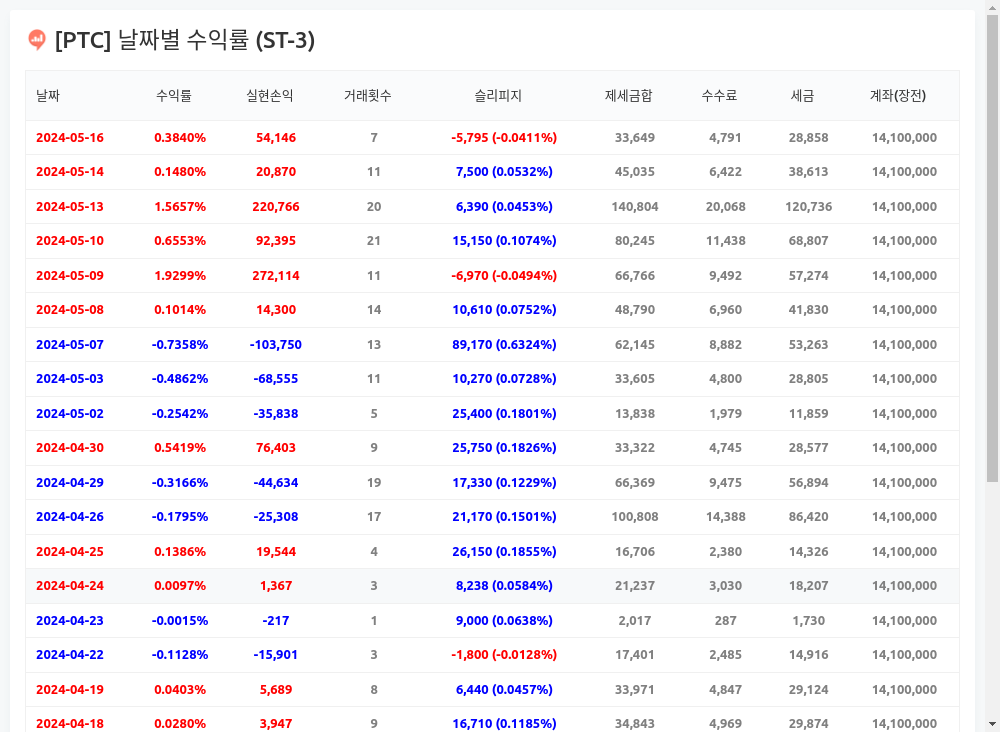 [PTC] 날짜별 수익률 (ST-3)
날짜 수익률 실현손익 거래횟수 슬리피지 제세금합 수수료 세금 계좌(장전)
2024-05-16 0.3840% 54,146 7 -5,795 (-0.0411%) 33,649 4,791 28,858 14,100,000
2024-05-14 0.1480% 20,870 11 7,500 (0.0532%) 45,035 6,422 38,613 14,100,000
2024-05-13 1.5657% 220,766 20 6,390 (0.0453%) 140,804 20,068 120,736 14,100,000
2024-05-10 0.6553% 92,395 21 15,150 (0.1074%) 80,245 11,438 68,807 14,100,000
2024-05-09 1.9299% 272,114 11 -6,970 (-0.0494%) 66,766 9,492 57,274 14,100,000
2024-05-08 0.1014% 14,300 14 10,610 (0.0752%) 48,790 6,960 41,830 14,100,000
2024-05-07 -0.7358% -103,750 13 89,170 (0.6324%) 62,145 8,882 53,263 14,100,000
2024-05-03 -0.4862% -68,555 11 10,270 (0.0728%) 33,605 4,800 28,805 14,100,000
2024-05-02 -0.2542% -35,838 5 25,400 (0.1801%) 13,838 1,979 11,859 14,100,000
2024-04-30 0.5419% 76,403 9 25,750 (0.1826%) 33,322 4,745 28,577 14,100,000
2024-04-29 -0.3166% -44,634 19 17,330 (0.1229%) 66,369 9,475 56,894 14,100,000
2024-04-26 -0.1795% -25,308 17 21,170 (0.1501%) 100,808 14,388 86,420 14,100,000
2024-04-25 0.1386% 19,544 4 26,150 (0.1855%) 16,706 2,380 14,326 14,100,000
2024-04-24 0.0097% 1,367 3 8,238 (0.0584%) 21,237 3,030 18,207 14,100,000
2024-04-23 -0.0015% -217 1 9,000 (0.0638%) 2,017 287 1,730 14,100,000
2024-04-22 -0.1128% -15,901 3 -1,800 (-0.0128%) 17,401 2,485 14,916 14,100,000
2024-04-19 0.0403% 5,689 8 6,440 (0.0457%) 33,971 4,847 29,124 14,100,000
2024-04-18 0.0280% 3,947 9 16,710 (0.1185%) 34,843 4,969 29,874 14,100,000